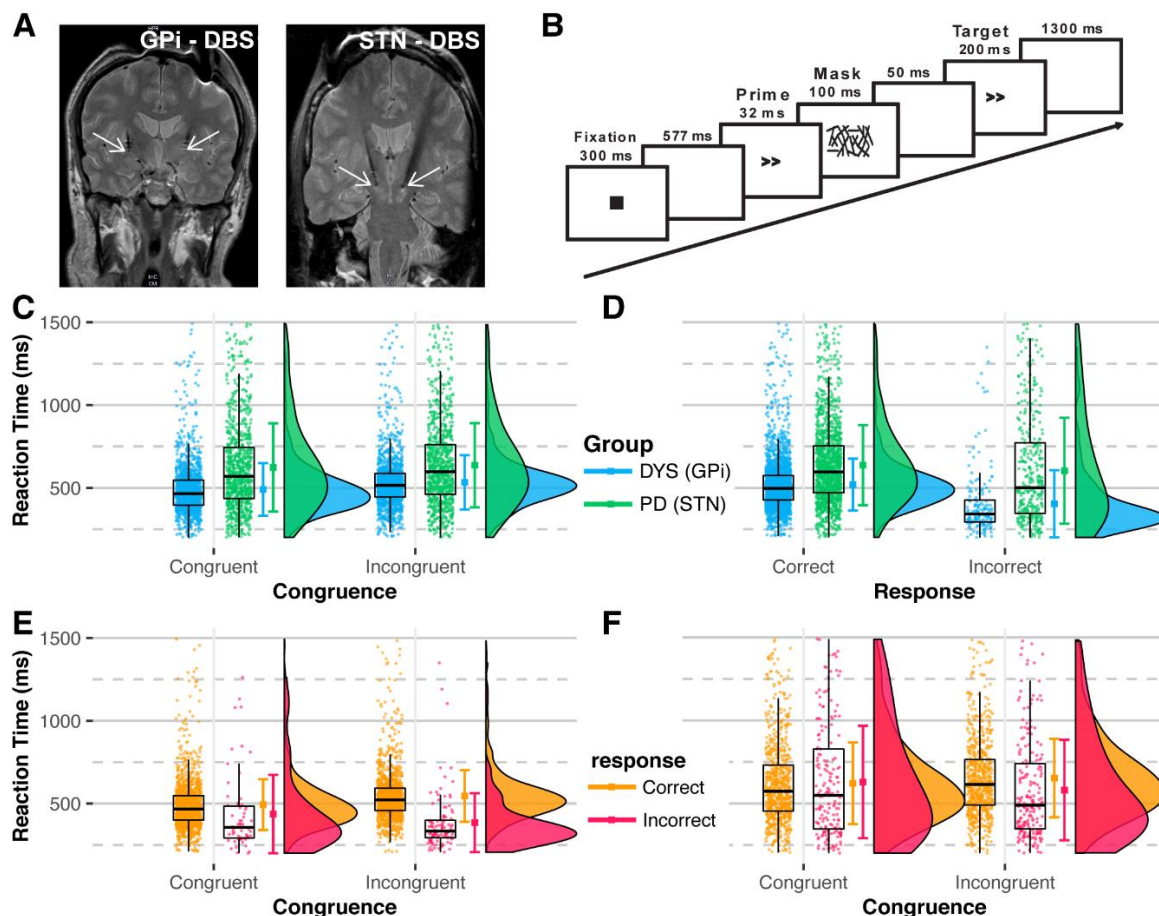 A
GPi - DBS
STN - DBS
B
Fixation
300 ms
577 ms
Prime
32 ms
Mask
100 ms
50 ms
Target
200 ms
1300 ms
>>
>>
C
Reaction Time (ms)
1500
1000
500
Congruent
Incongruent
Congruence
Group
DYS (GPi)
PD (STN)
D
Correct
Incorrect
Response
E
Reaction Time (ms)
1500
1000
500
Congruent
Incongruent
Congruence
response
Correct
Incorrect
F
Congruent
Incongruent
Congruence